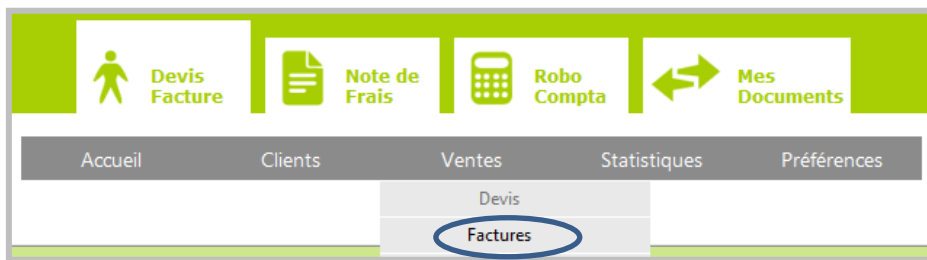 Devis
Facture
Note de
Frais
Robo
Compta
Mes
Documents
Accueil Clients Ventes Statistiques Préférences
Devis
Factures